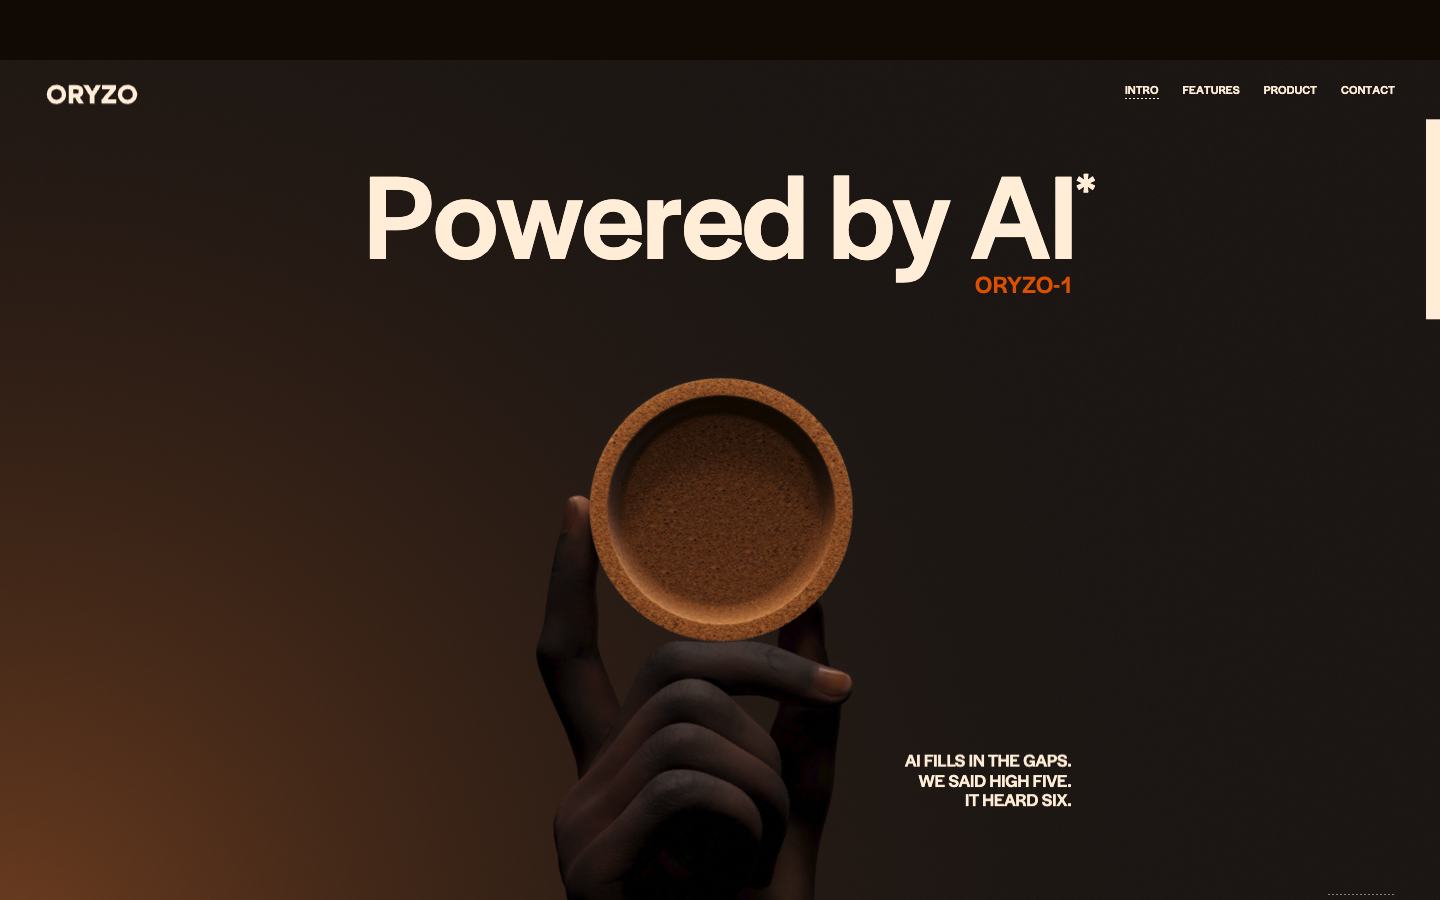 ORYZO
INTRO FEATURES PRODUCT CONTACT
Powered by AI*
ORYZO-1
AI FILLS IN THE GAPS.
WE SAID HIGH FIVE.
IT HEARD SIX.